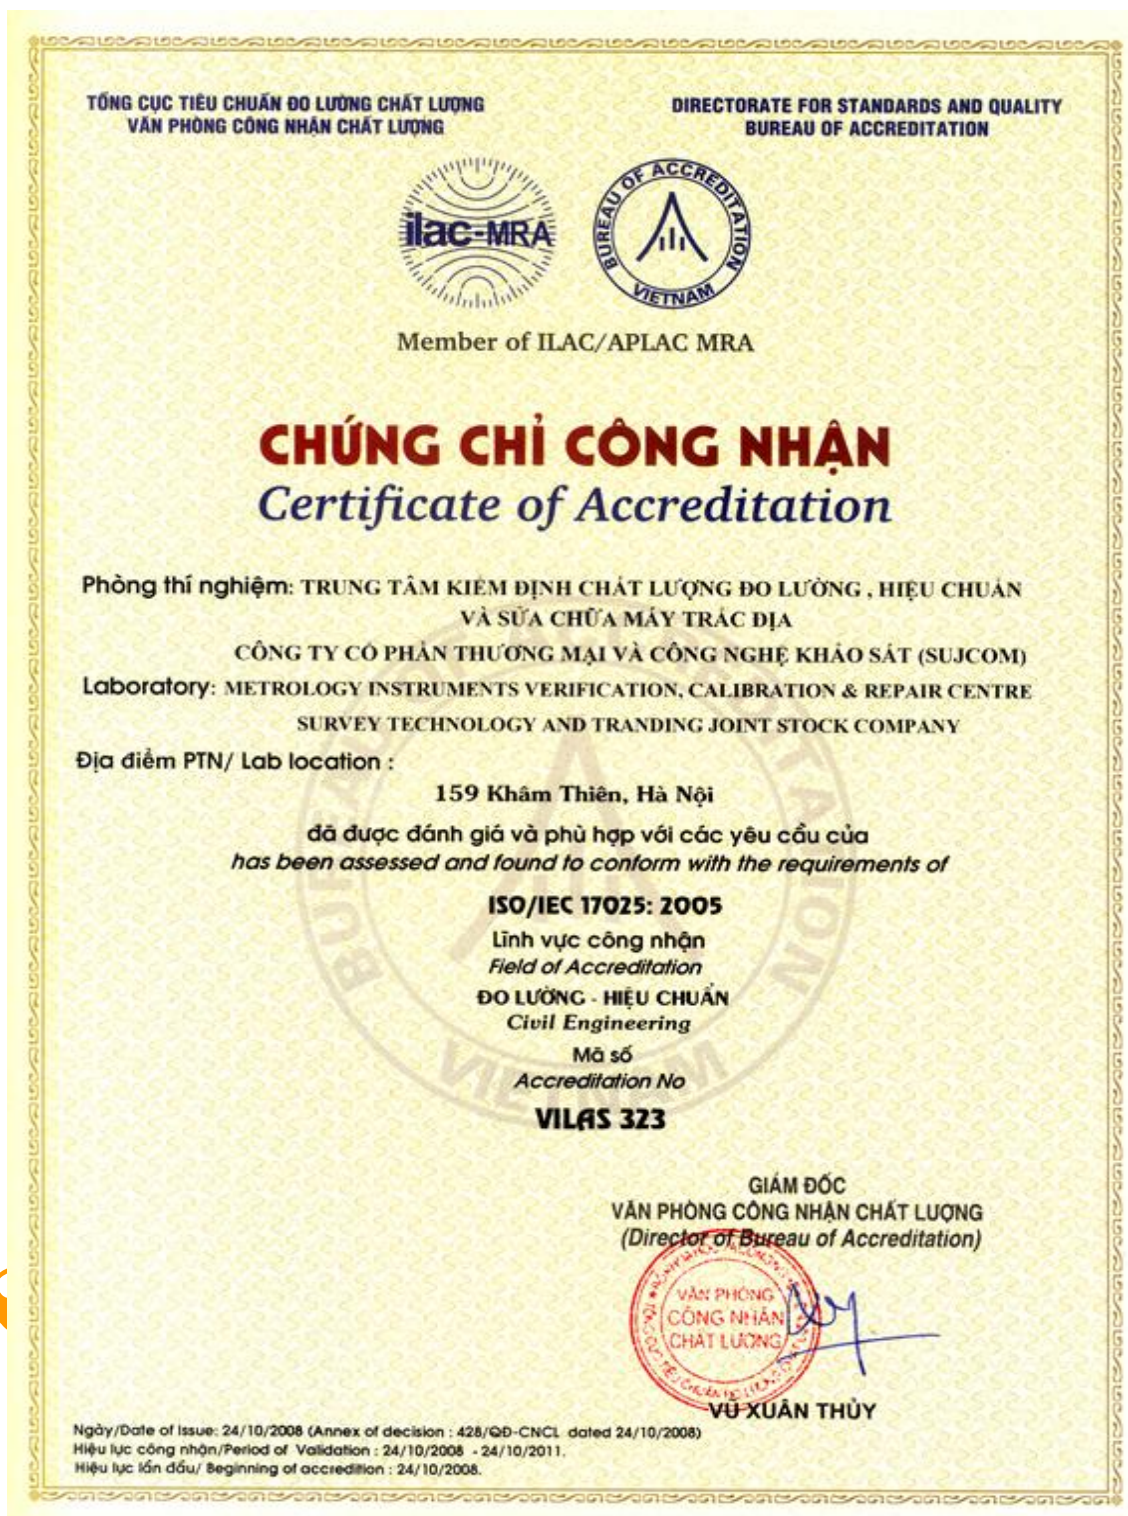 TỔNG CỤC TIÊU CHUẨN ĐO LƯỜNG CHẤT LƯỢNG
VĂN PHÒNG CÔNG NHẬN CHẤT LƯỢNG
DIRECTORATE FOR STANDARDS AND QUALITY
BUREAU OF ACCREDITATION
ilac-MRA
BUREAU OF ACCREDITATION
VIETNAM
Member of ILAC/APLAC MRA
CHỨNG CHỈ CÔNG NHẬN
Certificate of Accreditation
Phòng thí nghiệm: TRUNG TÂM KIỂM ĐỊNH CHẤT LƯỢNG ĐO LƯỜNG , HIỆU CHUẨN
VÀ SỬA CHỮA MÁY TRẮC ĐỊA
CÔNG TY CỔ PHẦN THƯƠNG MẠI VÀ CÔNG NGHỆ KHẢO SÁT (SUJCOM)
Laboratory: METROLOGY INSTRUMENTS VERIFICATION, CALIBRATION & REPAIR CENTRE
SURVEY TECHNOLOGY AND TRANDING JOINT STOCK COMPANY
Địa điểm PTN/ Lab location :
159 Khâm Thiên, Hà Nội
đã được đánh giá và phù hợp với các yêu cầu của
has been assessed and found to conform with the requirements of
ISO/IEC 17025: 2005
Lĩnh vực công nhận
Field of Accreditation
ĐO LƯỜNG - HIỆU CHUẨN
Civil Engineering
Mã số
Accreditation No
VILAS 323
GIÁM ĐỐC
VĂN PHÒNG CÔNG NHẬN CHẤT LƯỢNG
(Director of Bureau of Accreditation)
VĂN PHÒNG
CÔNG NHẬN
CHẤT LƯỢNG
VŨ XUÂN THỦY
Ngày/Date of Issue: 24/10/2008 (Annex of decision : 428/QĐ-CNCL dated 24/10/2008)
Hiệu lực công nhận/Period of Validation : 24/10/2008 - 24/10/2011.
Hiệu lực lần đầu/ Beginning of accredition : 24/10/2008.